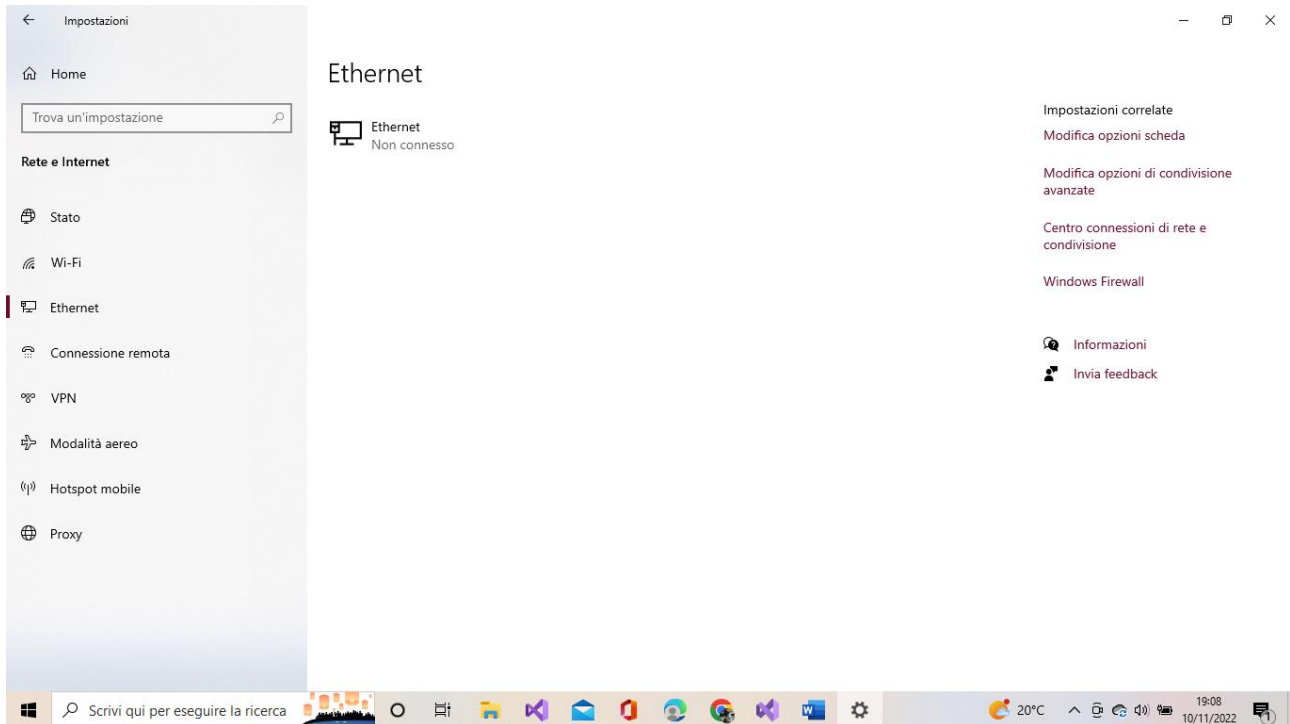 Impostazioni
Home
Trova un'impostazione
Rete e Internet
Stato
Wi-Fi
Ethernet
Connessione remota
VPN
Modalità aereo
Hotspot mobile
Proxy
Ethernet
Ethernet
Non connesso
Impostazioni correlate
Modifica opzioni scheda
Modifica opzioni di condivisione
avanzate
Centro connessioni di rete e
condivisione
Windows Firewall
Informazioni
Invia feedback
Scrivi qui per eseguire la ricerca
20°C
19:08
10/11/2022